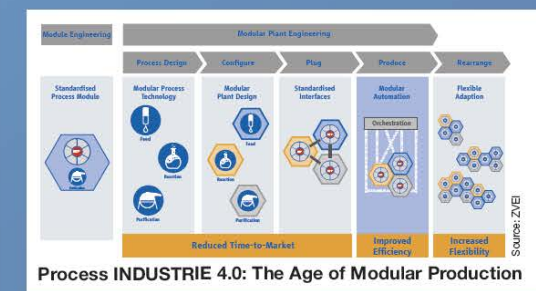 Module Engineering
Modular Plant Engineering
Process Design
Configure
Plug
Produce
Rearrange
Standardised
Process Module
Modular Process
Technology
Modular
Plant Design
Standardised
Interfaces
Modular
Automation
Flexible
Adaption
Feed
Reaction
Purification
Feed
Reaction
Purification
Orchestration
Reduced Time-to-Market
Improved
Efficiency
Increased
Flexibility
Source: ZVEI
Process INDUSTRIE 4.0: The Age of Modular Production